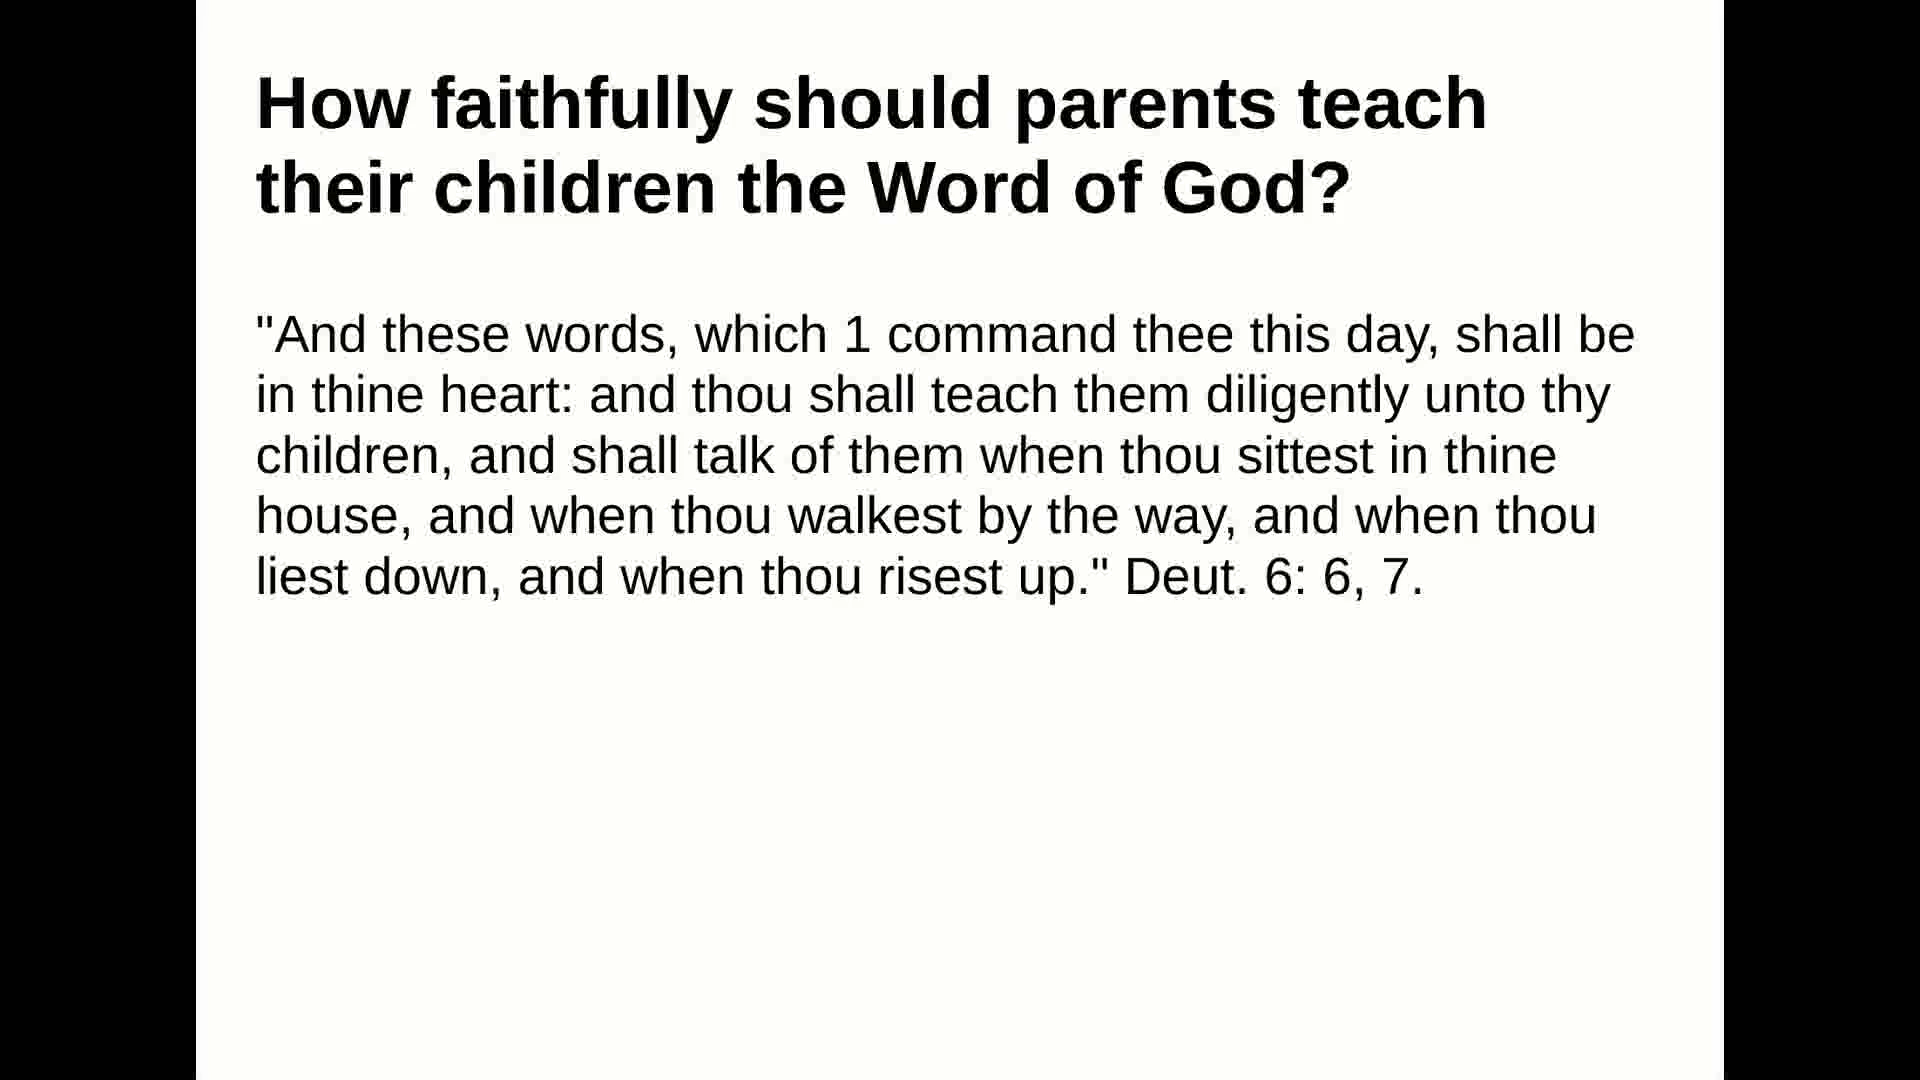 How faithfully should parents teach
their children the Word of God?
"And these words, which 1 command thee this day, shall be
in thine heart: and thou shall teach them diligently unto thy
children, and shall talk of them when thou sittest in thine
house, and when thou walkest by the way, and when thou
liest down, and when thou risest up." Deut. 6: 6, 7.